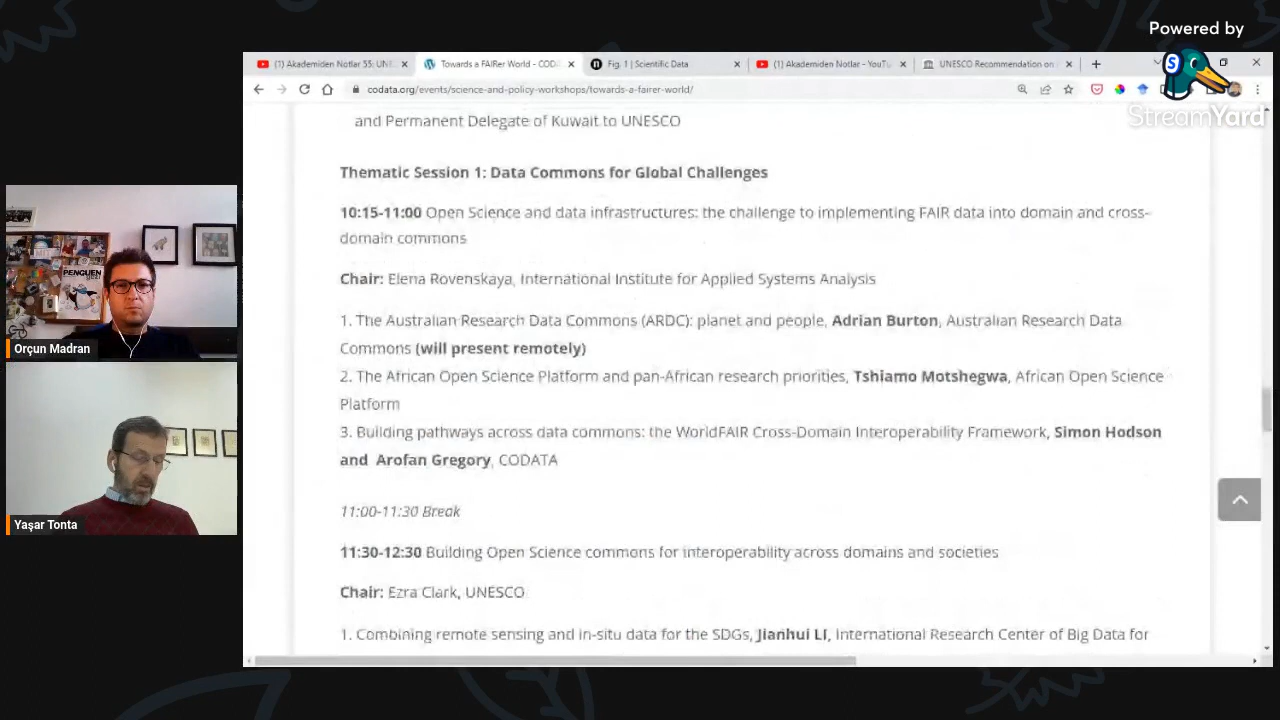 Powered by
StreamYard
(1) Akademiden Notlar 55: UNE
Towards a FAIRer World - CODA
Fig. 1 | Scientific Data
(1) Akademiden Notlar - YouTu
UNESCO Recommendation on
codata.org/events/science-and-policy-workshops/towards-a-fairer-world/
and Permanent Delegate of Kuwait to UNESCO
Thematic Session 1: Data Commons for Global Challenges
10:15-11:00 Open Science and data infrastructures: the challenge to implementing FAIR data into domain and cross-
domain commons
Chair: Elena Rovenskaya, International Institute for Applied Systems Analysis
1. The Australian Research Data Commons (ARDC): planet and people, Adrian Burton, Australian Research Data
Commons (will present remotely)
2. The African Open Science Platform and pan-African research priorities, Tshiamo Motshegwa, African Open Science
Platform
3. Building pathways across data commons: the WorldFAIR Cross-Domain Interoperability Framework, Simon Hodson
and Arofan Gregory, CODATA
11:00-11:30 Break
11:30-12:30 Building Open Science commons for interoperability across domains and societies
Chair: Ezra Clark, UNESCO
1. Combining remote sensing and in-situ data for the SDGs, Jianhui LI, International Research Center of Big Data for
PENGUEN
Orçun Madran
Yaşar Tonta